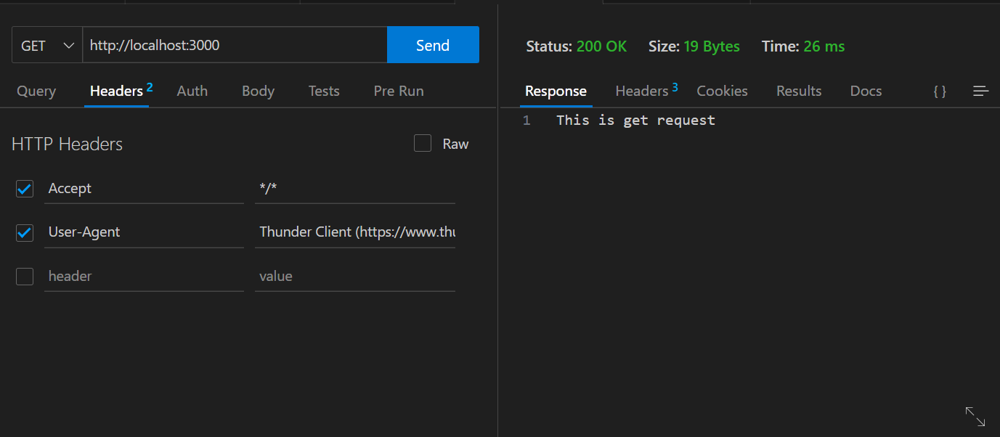 GET http://localhost:3000 Send
Query Headers 2 Auth Body Tests Pre Run
HTTP Headers Raw
Accept */*
User-Agent Thunder Client (https://www.thu
header value
Status: 200 OK Size: 19 Bytes Time: 26 ms
Response Headers 3 Cookies Results Docs { }
1 This is get request